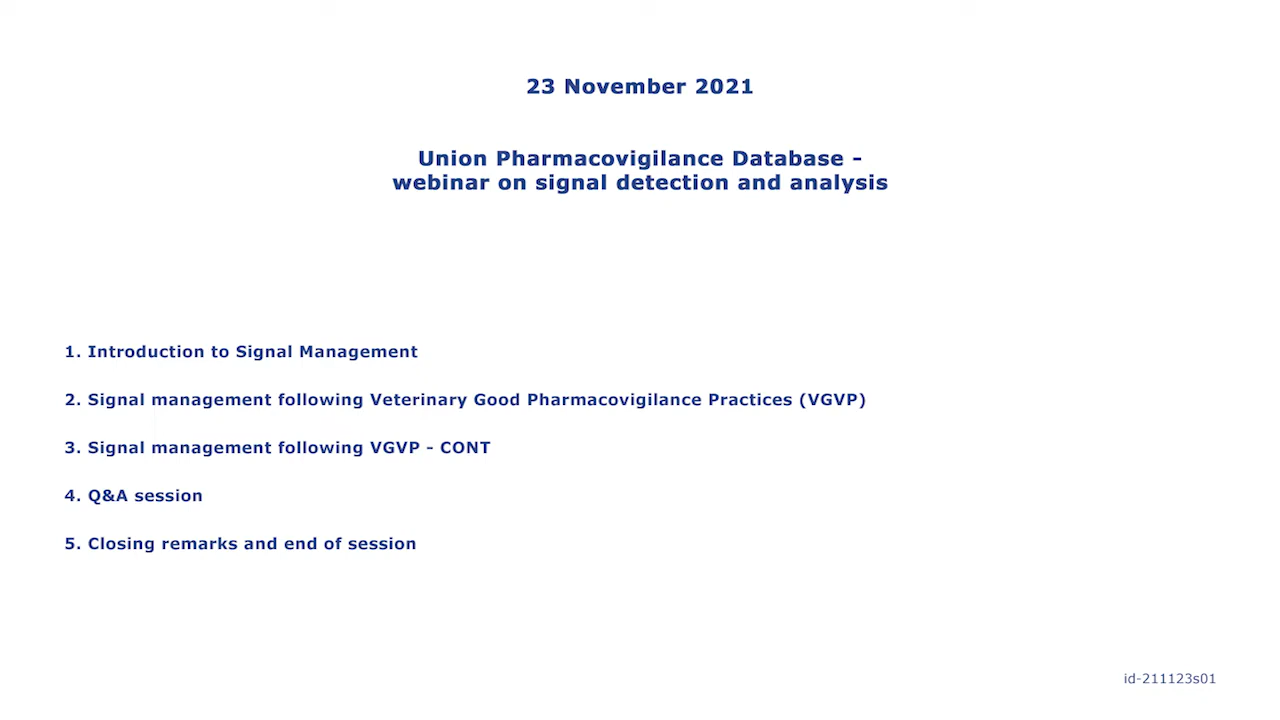 23 November 2021
Union Pharmacovigilance Database -
webinar on signal detection and analysis
1. Introduction to Signal Management
2. Signal management following Veterinary Good Pharmacovigilance Practices (VGVP)
3. Signal management following VGVP - CONT
4. Q&A session
5. Closing remarks and end of session
id-211123s01